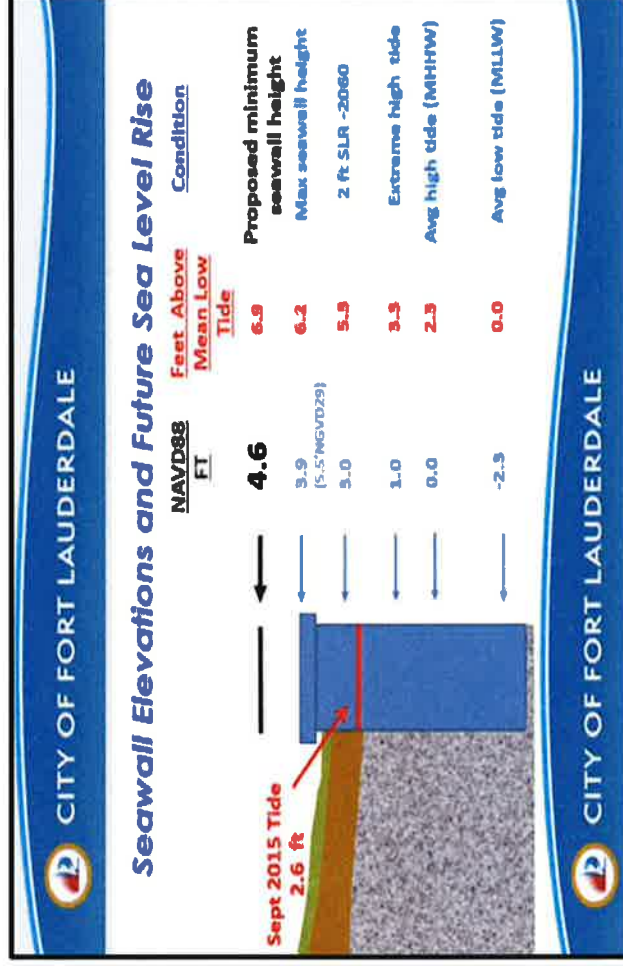 CITY OF FORT LAUDERDALE
Seawall Elevations and Future Sea Level Rise
NAVD88
FT
Feet Above
Mean Low
Tide
Condition
4.6
6.9
Proposed minimum
seawall height
3.9
(5.5'NGVD29)
6.2
Max seawall height
3.0
5.3
2 ft SLR -2060
1.0
3.3
Extreme high tide
0.0
2.3
Avg high tide (MHHW)
-2.3
0.0
Avg low tide (MLLW)
Sept 2015 Tide
2.6 ft
CITY OF FORT LAUDERDALE